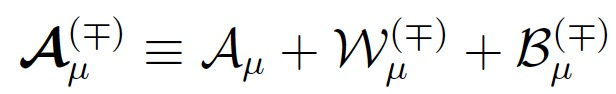 𝓐_μ^(∓) ≡ 𝒜_μ + 𝒲_μ^(∓) + ℬ_μ^(∓)